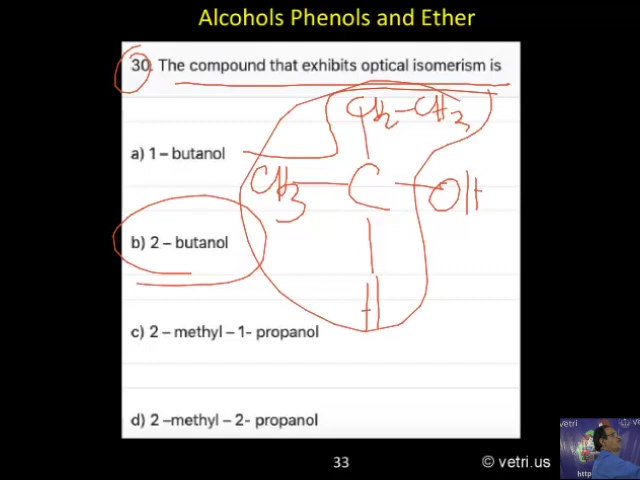 Alcohols Phenols and Ether
30. The compound that exhibits optical isomerism is
CH2-CH3
a) 1 – butanol
CH3 C OH
b) 2 – butanol
H
c) 2 – methyl – 1- propanol
d) 2 –methyl – 2- propanol
33
© vetri.us
vetri